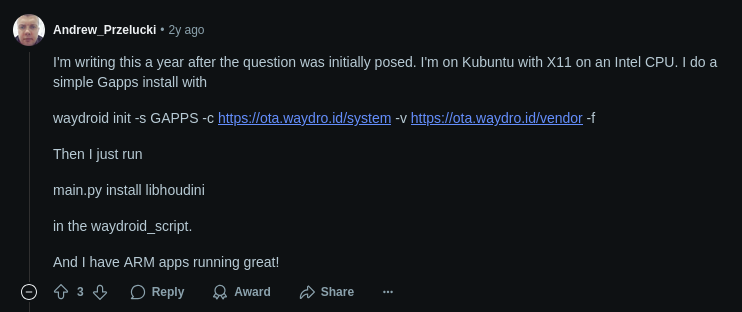 Andrew_Przelucki • 2y ago
I'm writing this a year after the question was initially posed. I'm on Kubuntu with X11 on an Intel CPU. I do a
simple Gapps install with
waydroid init -s GAPPS -c https://ota.waydro.id/system -v https://ota.waydro.id/vendor -f
Then I just run
main.py install libhoudini
in the waydroid_script.
And I have ARM apps running great!
3 Reply Award Share ...